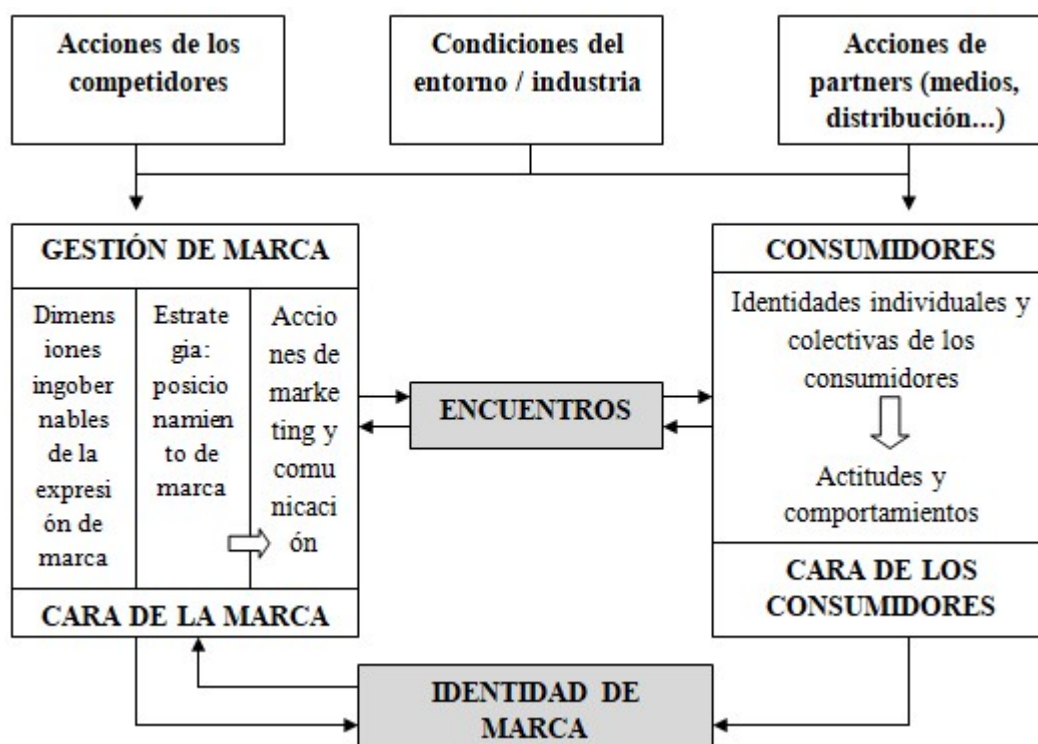 Acciones de los
competidores
Condiciones del
entorno / industria
Acciones de
partners (medios,
distribución...)
GESTIÓN DE MARCA
Dimens
iones
ingober
nables
de la
expresi
ón de
marca
Estrate
gia:
posicio
namien
to de
marca
Accio
nes de
marke
ting y
comu
nicaci
ón
CARA DE LA MARCA
ENCUENTROS
CONSUMIDORES
Identidades individuales y
colectivas de los
consumidores
Actitudes y
comportamientos
CARA DE LOS
CONSUMIDORES
IDENTIDAD DE
MARCA